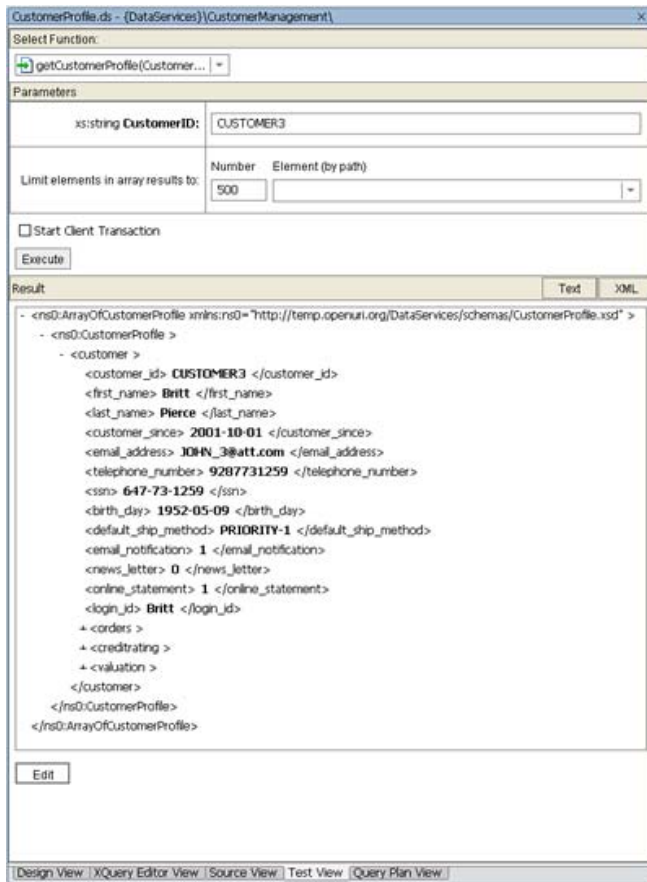 CustomerProfile.ds - {DataServices}\CustomerManagement\
Select Function:
getCustomerProfile(Customer...
Parameters
xs:string CustomerID: CUSTOMER3
Number Element (by path)
Limit elements in array results to: 500
Start Client Transaction
Execute
Result Text XML
- <ns0:ArrayOfCustomerProfile xmlns:ns0="http://temp.openuri.org/DataServices/schemas/CustomerProfile.xsd" >
- <ns0:CustomerProfile >
- <customer >
<customer_id> CUSTOMER3 </customer_id>
<first_name> Britt </first_name>
<last_name> Pierce </last_name>
<customer_since> 2001-10-01 </customer_since>
<email_address> JOHN_3@att.com </email_address>
<telephone_number> 9287731259 </telephone_number>
<ssn> 647-73-1259 </ssn>
<birth_day> 1952-05-09 </birth_day>
<default_ship_method> PRIORITY-1 </default_ship_method>
<email_notification> 1 </email_notification>
<news_letter> 0 </news_letter>
<online_statement> 1 </online_statement>
<login_id> Britt </login_id>
+ <orders >
+ <creditrating >
+ <valuation >
</customer>
</ns0:CustomerProfile>
</ns0:ArrayOfCustomerProfile>
Edit
Design View XQuery Editor View Source View Test View Query Plan View